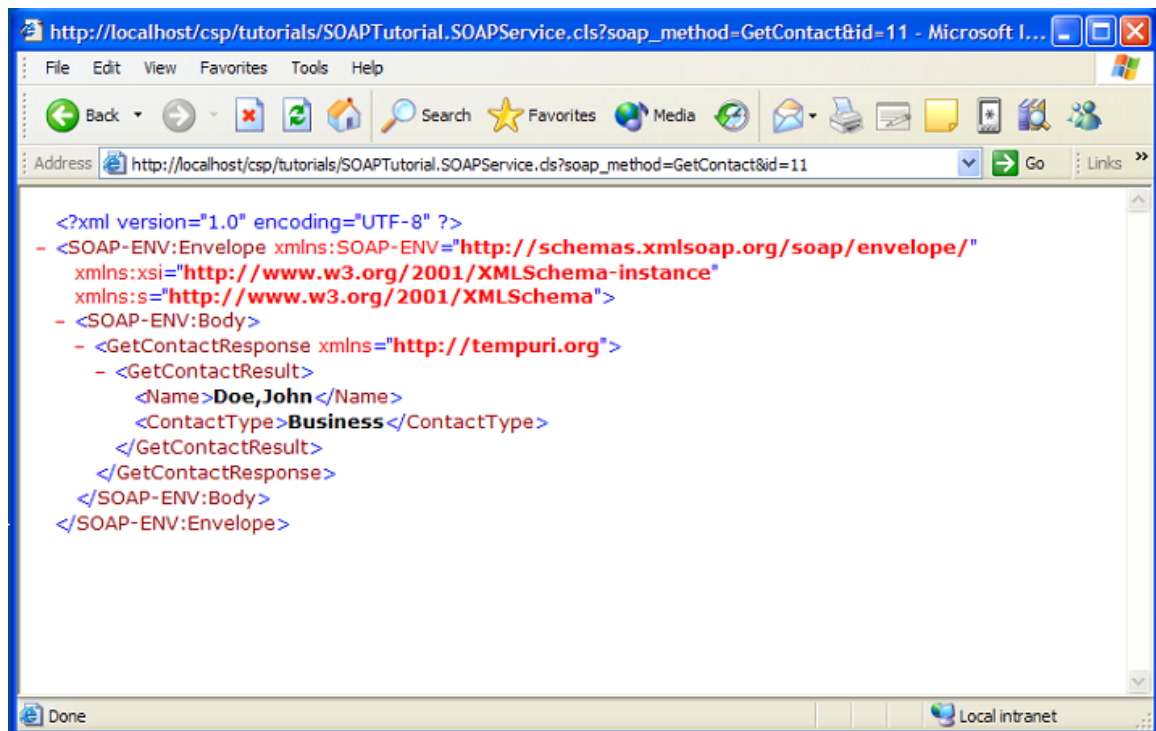 http://localhost/csp/tutorials/SOAPTutorial.SOAPService.cls?soap_method=GetContact&id=11 - Microsoft I...
File Edit View Favorites Tools Help
Back Search Favorites Media
Address http://localhost/csp/tutorials/SOAPTutorial.SOAPService.cls?soap_method=GetContact&id=11 Go Links »
<?xml version="1.0" encoding="UTF-8" ?>
- <SOAP-ENV:Envelope xmlns:SOAP-ENV="http://schemas.xmlsoap.org/soap/envelope/"
xmlns:xsi="http://www.w3.org/2001/XMLSchema-instance"
xmlns:s="http://www.w3.org/2001/XMLSchema">
- <SOAP-ENV:Body>
- <GetContactResponse xmlns="http://tempuri.org">
- <GetContactResult>
<Name>Doe,John</Name>
<ContactType>Business</ContactType>
</GetContactResult>
</GetContactResponse>
</SOAP-ENV:Body>
</SOAP-ENV:Envelope>
Done Local intranet